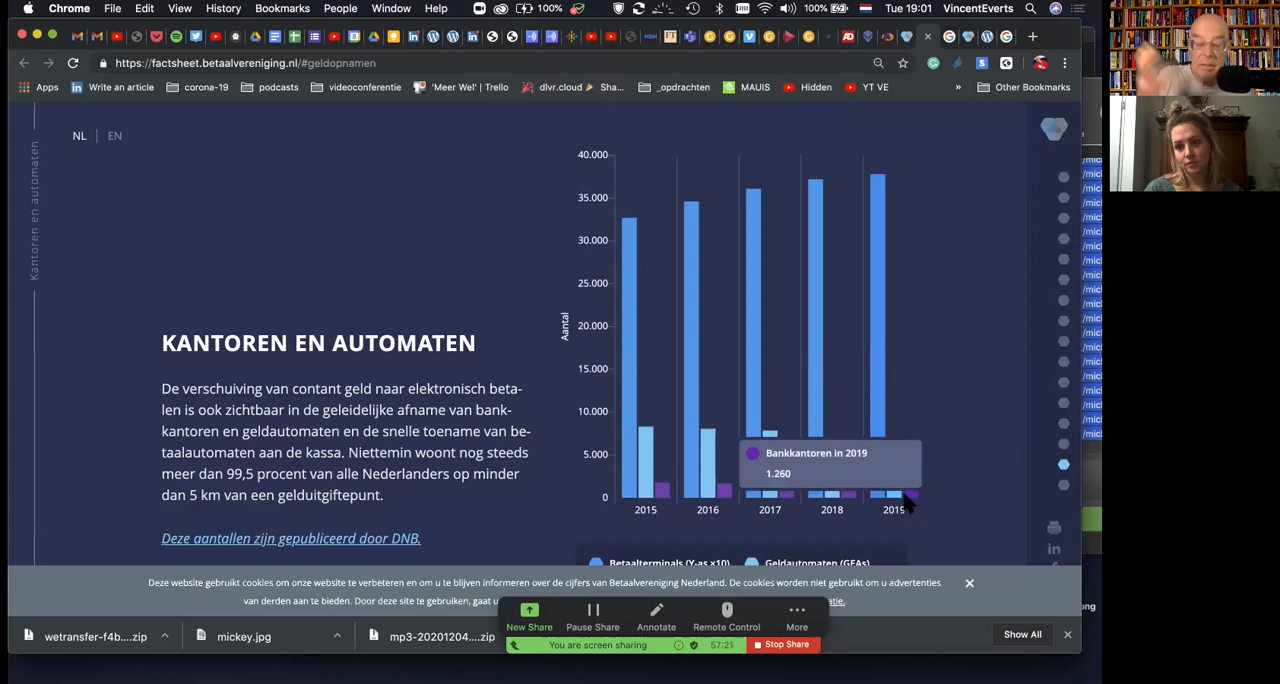 Chrome File Edit View History Bookmarks People Window Help 100% 100% Tue 19:01 VincentEverts
https://factsheet.betaalvereniging.nl/#geldopnamen
Apps Write an article corona-19 podcasts videoconferentie 'Meer Wel' | Trello dlvr.cloud Sha... _opdrachten MAUIS Hidden YT VE » Other Bookmarks
NL | EN
Kantoren en automaten
KANTOREN EN AUTOMATEN
De verschuiving van contant geld naar elektronisch beta-
len is ook zichtbaar in de geleidelijke afname van bank-
kantoren en geldautomaten en de snelle toename van be-
taalautomaten aan de kassa. Niettemin woont nog steeds
meer dan 99,5 procent van alle Nederlanders op minder
dan 5 km van een gelduitgiftepunt.
Deze aantallen zijn gepubliceerd door DNB.
Aantal
40.000
35.000
30.000
25.000
20.000
15.000
10.000
5.000
0
2015 2016 2017 2018 2019
Bankkantoren in 2019
1.260
Betaalterminals (Y-as ×10) Geldautomaten (GEAs)
Deze website gebruikt cookies om onze website te verbeteren en om u te blijven informeren over de cijfers van Betaalvereniging Nederland. De cookies worden niet gebruikt om u advertenties
van derden aan te bieden. Door deze site te gebruiken, gaat u
New Share Pause Share Annotate Remote Control More
You are screen sharing 57:21 Stop Share
wetransfer-f4b....zip mickey.jpg mp3-20201204....zip Show All